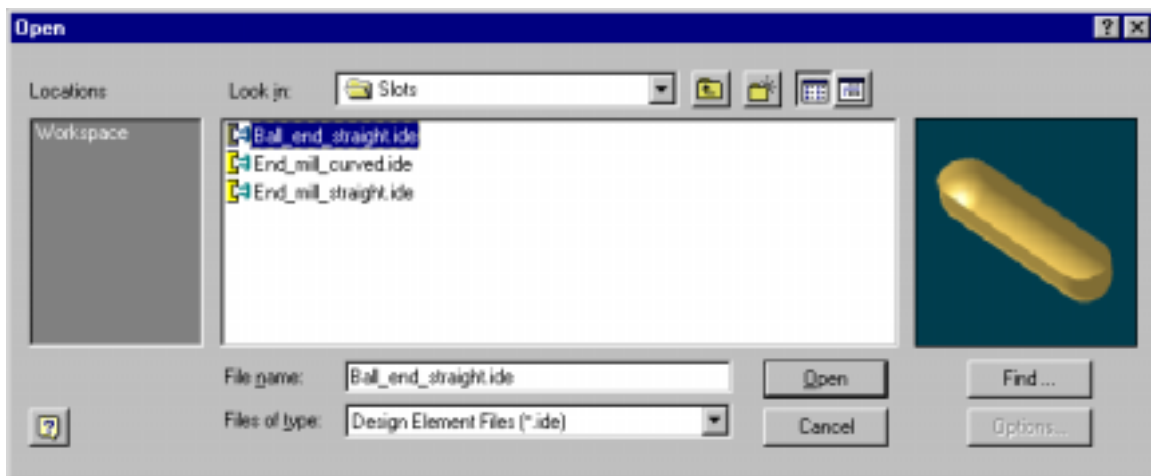 Open
Locations
Look in:
Slots
Workspace
Ball_end_straight.ide
End_mill_curved.ide
End_mill_straight.ide
File name:
Ball_end_straight.ide
Open
Find ...
Files of type:
Design Element Files (*.ide)
Cancel
Options...